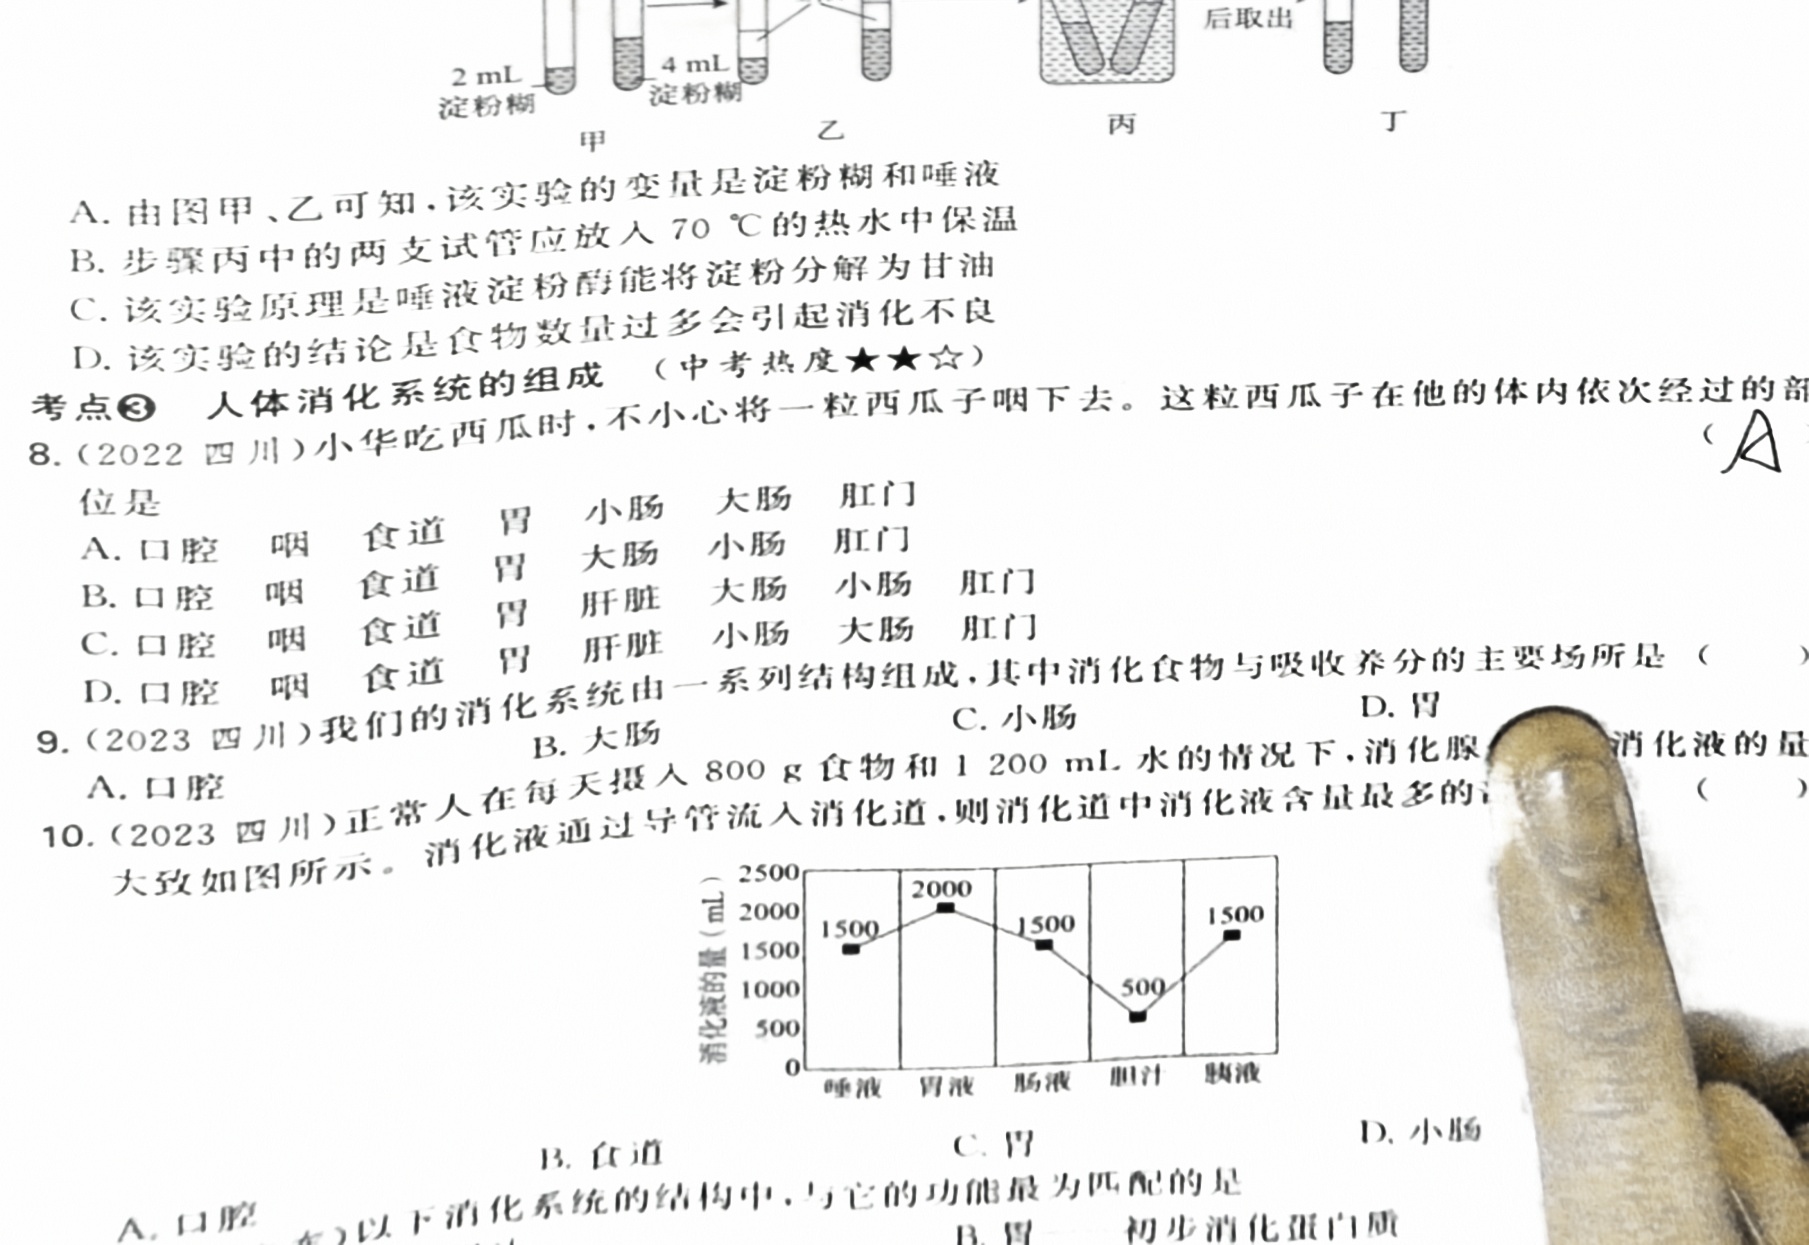 后取出
2 mL
淀粉糊
4 mL
淀粉糊
甲 乙 丙 丁
A. 由图甲、乙可知,该实验的变量是淀粉糊和唾液
B. 步骤丙中的两支试管应放入 70 ℃的热水中保温
C. 该实验原理是唾液淀粉酶能将淀粉分解为甘油
D. 该实验的结论是食物数量过多会引起消化不良
考点❸ 人体消化系统的组成 (中考热度★★☆)
8.(2022 四川)小华吃西瓜时,不小心将一粒西瓜子咽下去。这粒西瓜子在他的体内依次经过的部
位是 ( A
A. 口腔 咽 食道 胃 小肠 大肠 肛门
B. 口腔 咽 食道 胃 大肠 小肠 肛门
C. 口腔 咽 食道 胃 肝脏 大肠 小肠 肛门
D. 口腔 咽 食道 胃 肝脏 小肠 大肠 肛门
9.(2023 四川)我们的消化系统由一系列结构组成,其中消化食物与吸收养分的主要场所是 ( )
A. 口腔 B. 大肠 C. 小肠 D. 胃
10.(2023 四川)正常人在每天摄入 800 g 食物和 1 200 mL 水的情况下,消化腺 消化液的量
大致如图所示。消化液通过导管流入消化道,则消化道中消化液含量最多的 ( )
消化液的量(mL)
2500
2000
1500
1000
500
0
1500 2000 1500 500 1500
唾液 胃液 肠液 胆汁 胰液
A. 口腔 B. 食道 C. 胃 D. 小肠
)以下消化系统的结构中,与它的功能最为匹配的是
B. 胃——初步消化蛋白质